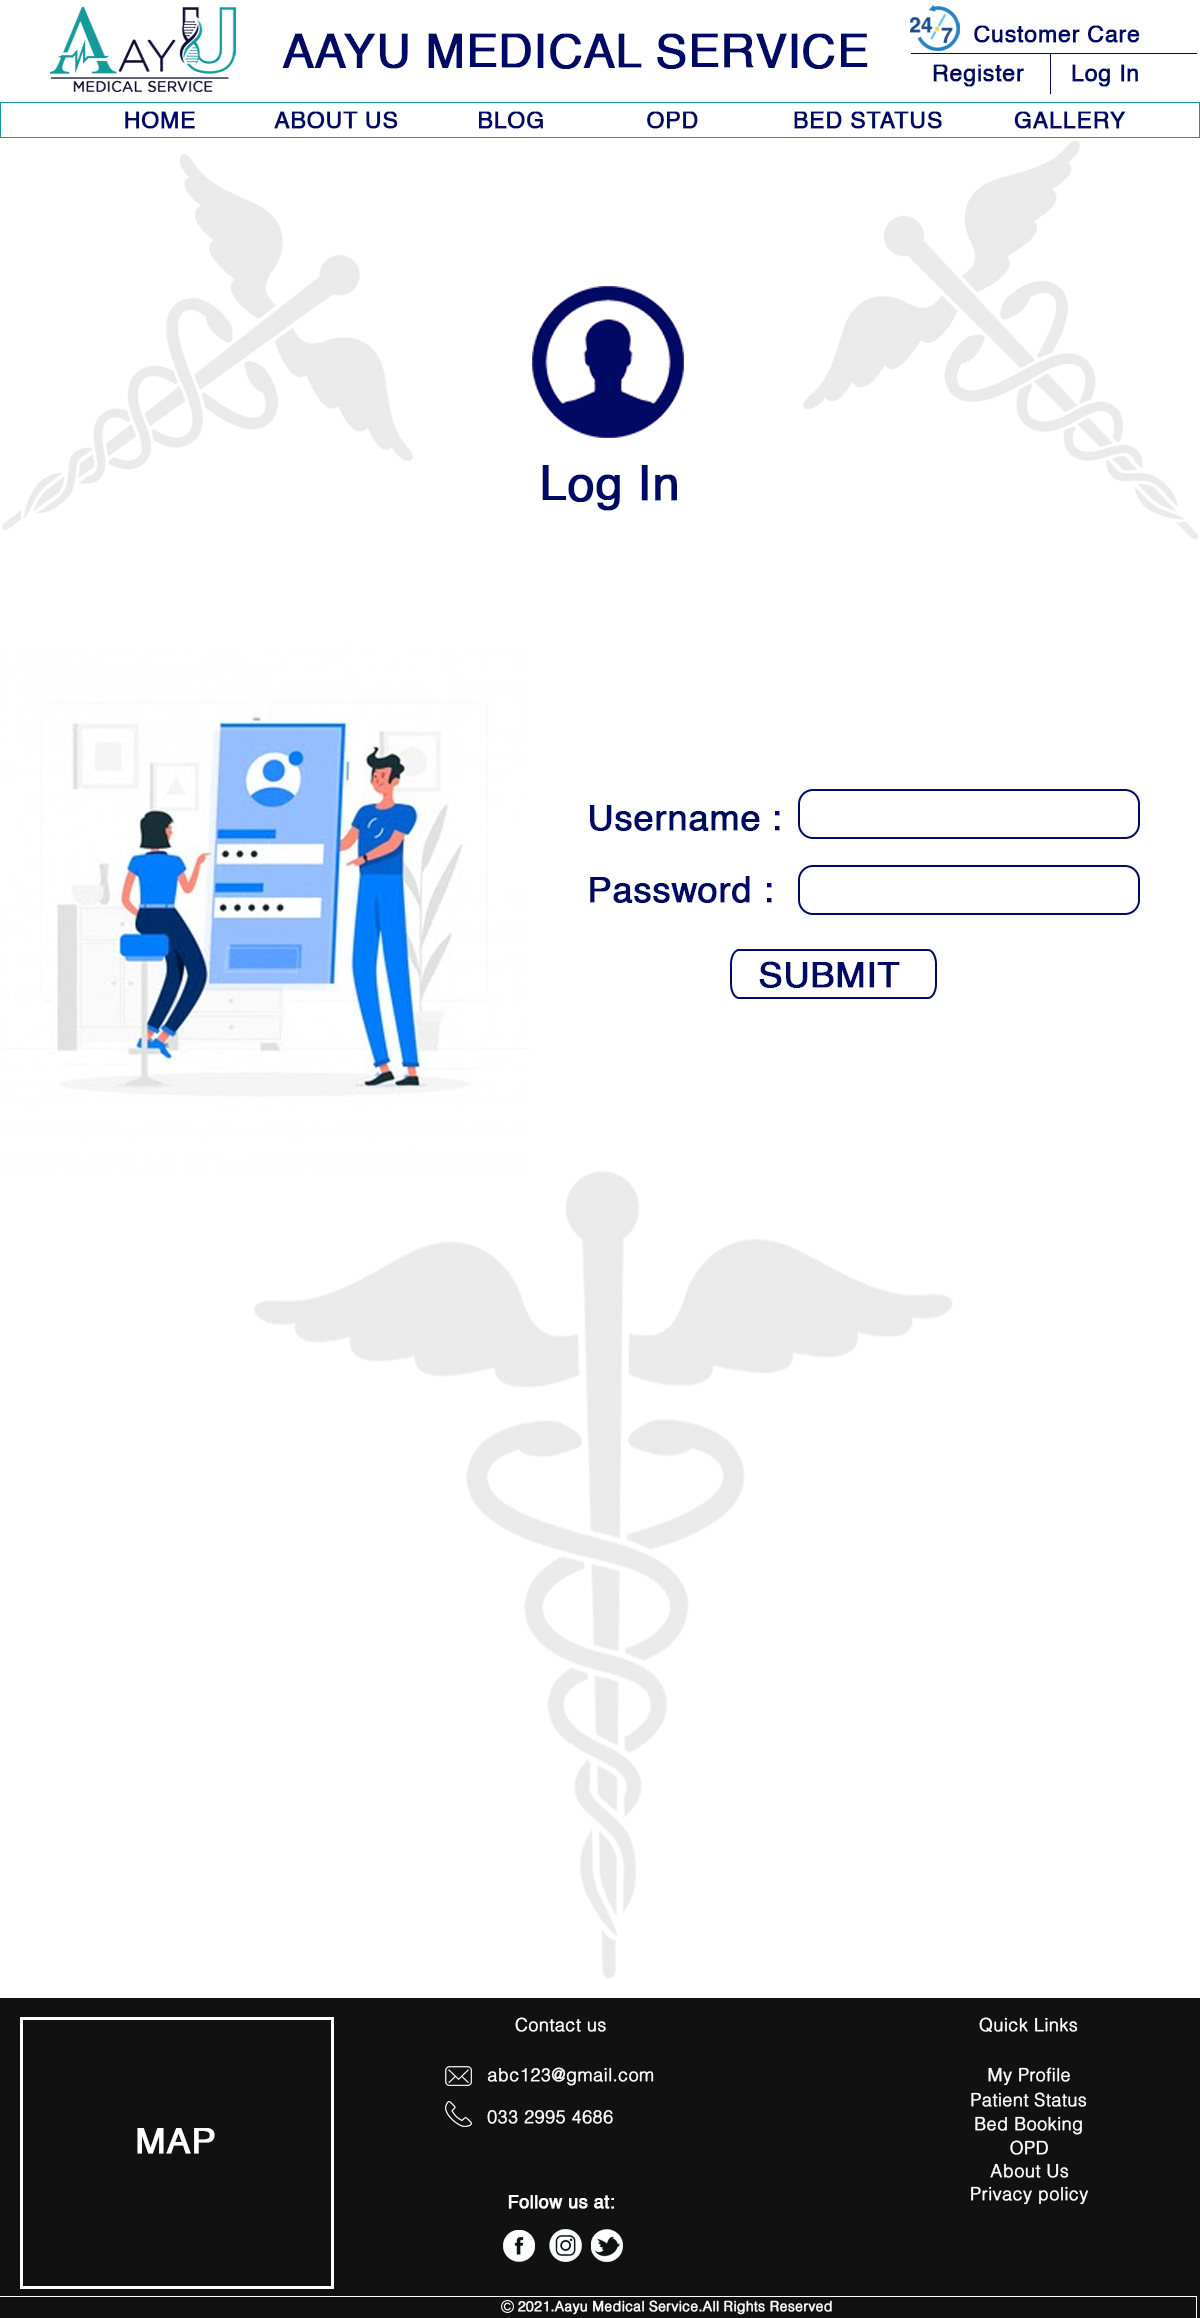 AAYU
MEDICAL SERVICE
AAYU MEDICAL SERVICE
24/7
Customer Care
Register
Log In
HOME
ABOUT US
BLOG
OPD
BED STATUS
GALLERY
Log In
Username :
Password :
SUBMIT
MAP
Contact us
abc123@gmail.com
033 2995 4686
Follow us at:
Quick Links
My Profile
Patient Status
Bed Booking
OPD
About Us
Privacy policy
© 2021.Aayu Medical Service.All Rights Reserved